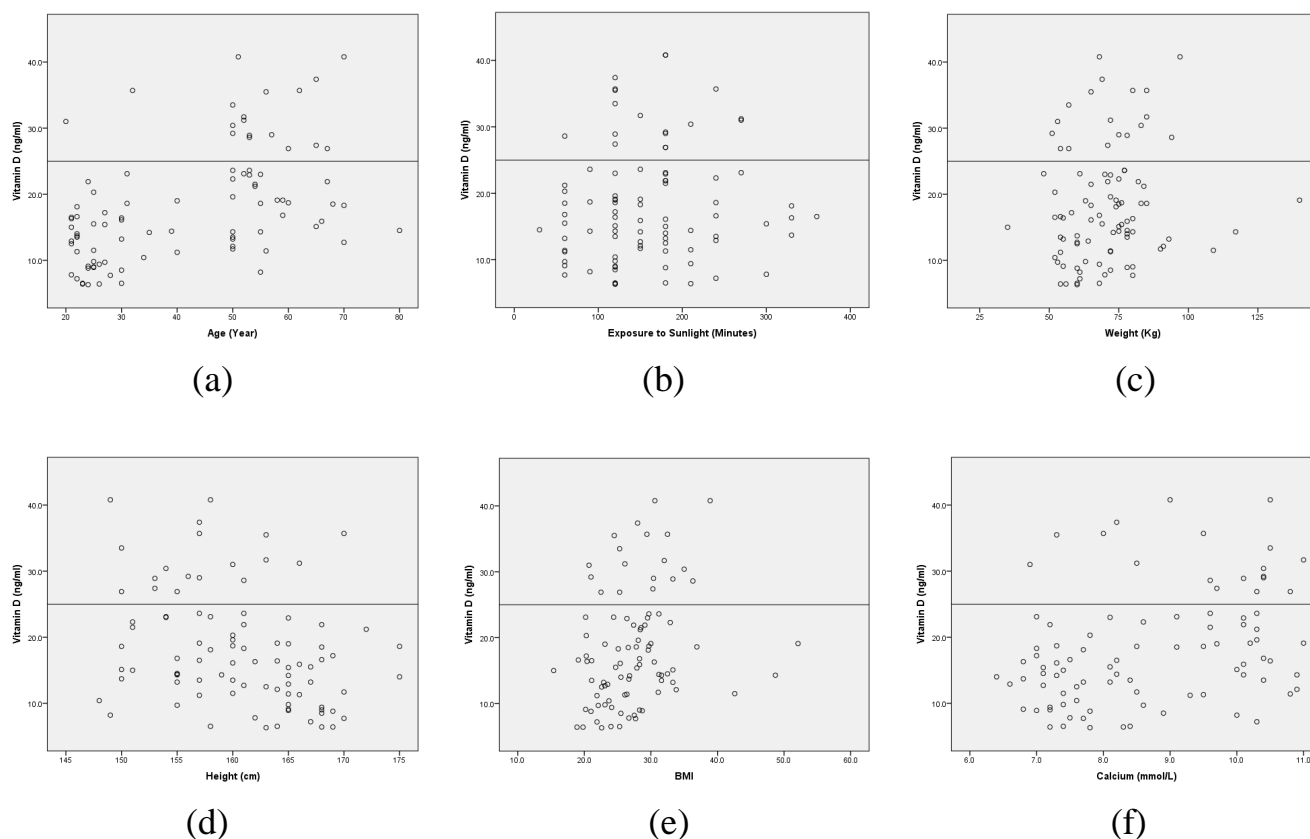 40.0
30.0
20.0
10.0
Vitamin D (ng/ml)
20 30 40 50 60 70 80
Age (Year)
(a)
40.0
30.0
20.0
10.0
Vitamin D (ng/ml)
0 100 200 300 400
Exposure to Sunlight (Minutes)
(b)
40.0
30.0
20.0
10.0
Vitamin D (ng/ml)
25 50 75 100 125
Weight (Kg)
(c)
40.0
30.0
20.0
10.0
Vitamin D (ng/ml)
145 150 155 160 165 170 175
Height (cm)
(d)
40.0
30.0
20.0
10.0
Vitamin D (ng/ml)
10.0 20.0 30.0 40.0 50.0 60.0
BMI
(e)
40.0
30.0
20.0
10.0
Vitamin D (ng/ml)
6.0 7.0 8.0 9.0 10.0 11.0
Calcium (mmol/L)
(f)